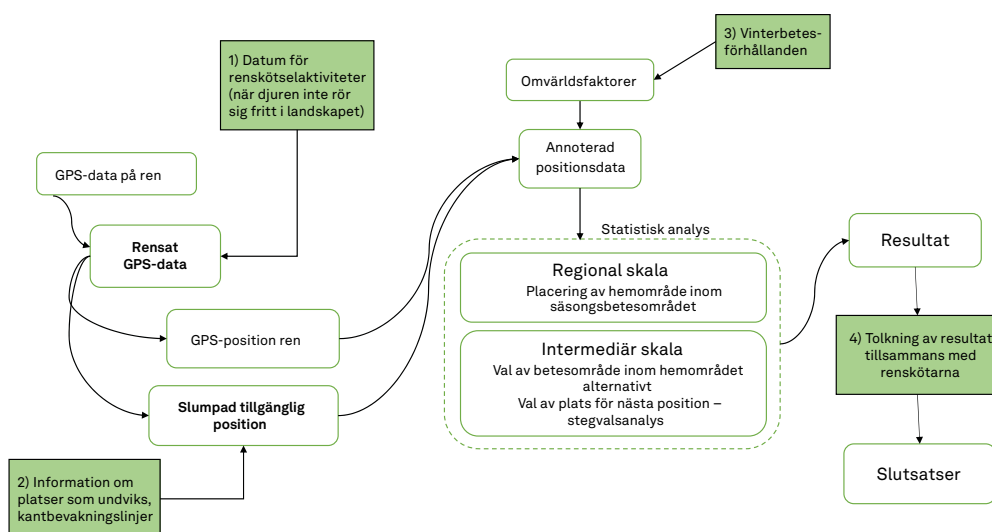 1) Datum för
renskötselaktiviteter
(när djuren inte rör
sig fritt i landskapet)
3) Vinterbetes-
förhållanden
Omvärldsfaktorer
Annoterad
positionsdata
GPS-data på ren
Rensat
GPS-data
GPS-position ren
Slumpad tillgänglig
position
2) Information om
platser som undviks,
kantbevakningslinjer
Statistisk analys
Regional skala
Placering av hemområde inom
säsongsbetesområdet
Intermediär skala
Val av betesområde inom hemområdet
alternativt
Val av plats för nästa position –
stegvalsanalys
Resultat
4) Tolkning av resultat
tillsammans med
renskötarna
Slutsatser